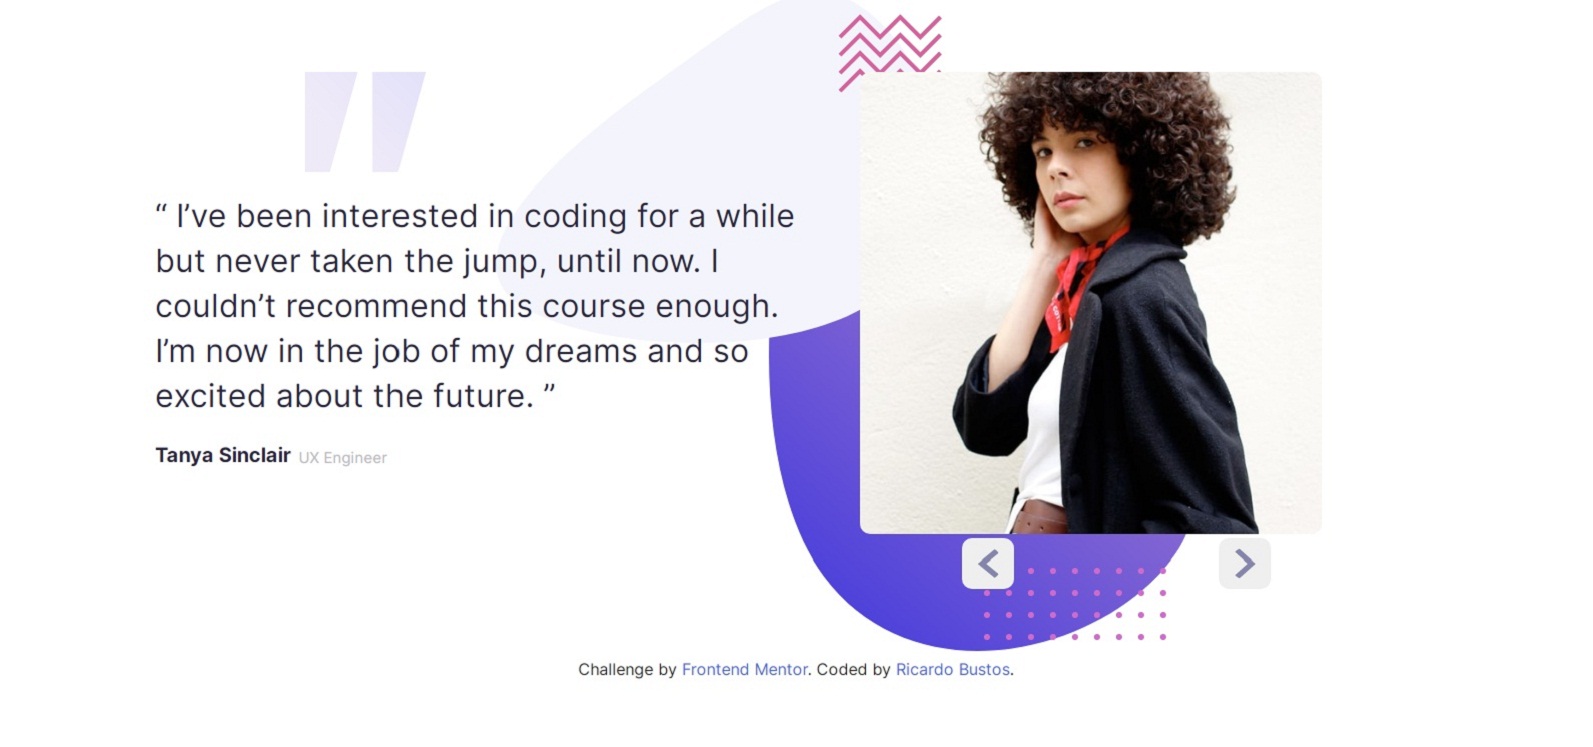 “ I’ve been interested in coding for a while
but never taken the jump, until now. I
couldn’t recommend this course enough.
I’m now in the job of my dreams and so
excited about the future. ”
Tanya Sinclair UX Engineer
Challenge by Frontend Mentor. Coded by Ricardo Bustos.